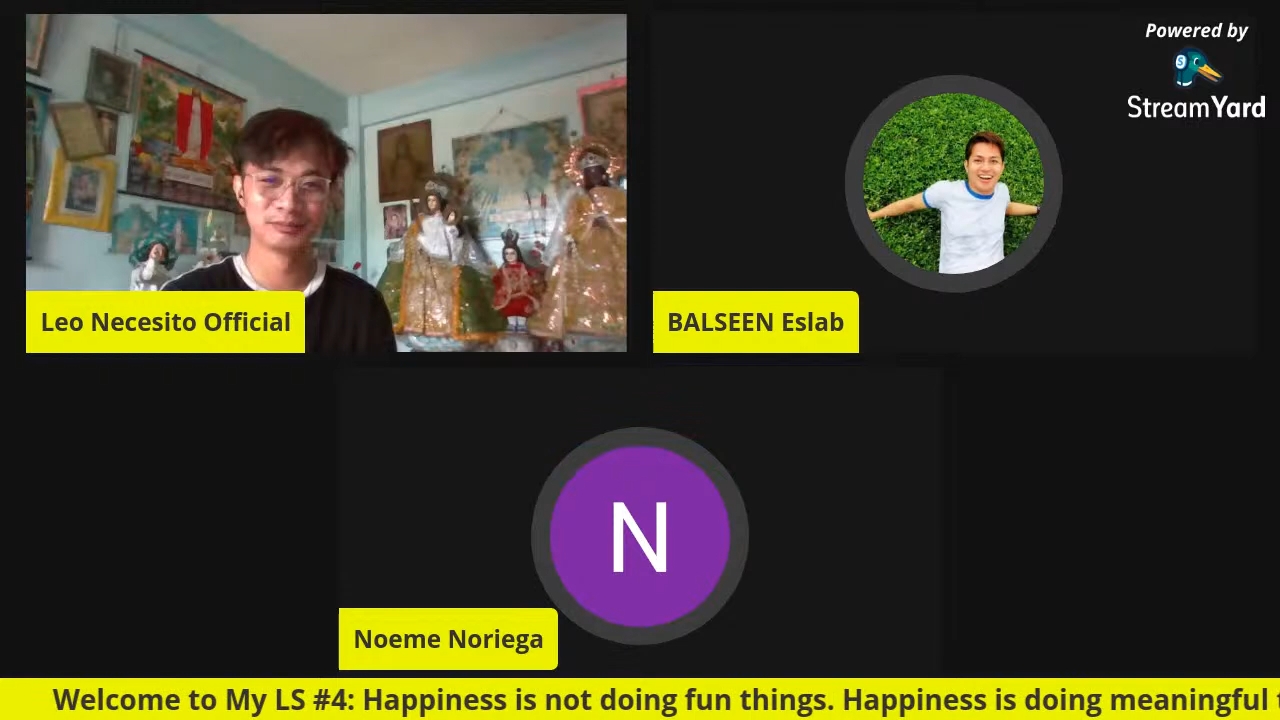 Powered by
S
StreamYard
Leo Necesito Official
BALSEEN Eslab
N
Noeme Noriega
Welcome to My LS #4: Happiness is not doing fun things. Happiness is doing meaningful